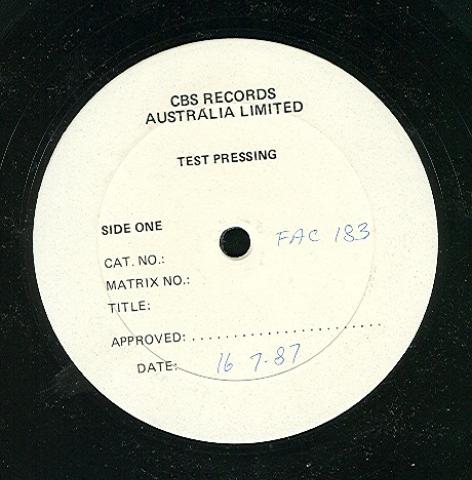 CBS RECORDS
AUSTRALIA LIMITED
TEST PRESSING
SIDE ONE
FAC 183
CAT. NO.:
MATRIX NO.:
TITLE:
APPROVED: ........................
DATE: 16 7-87